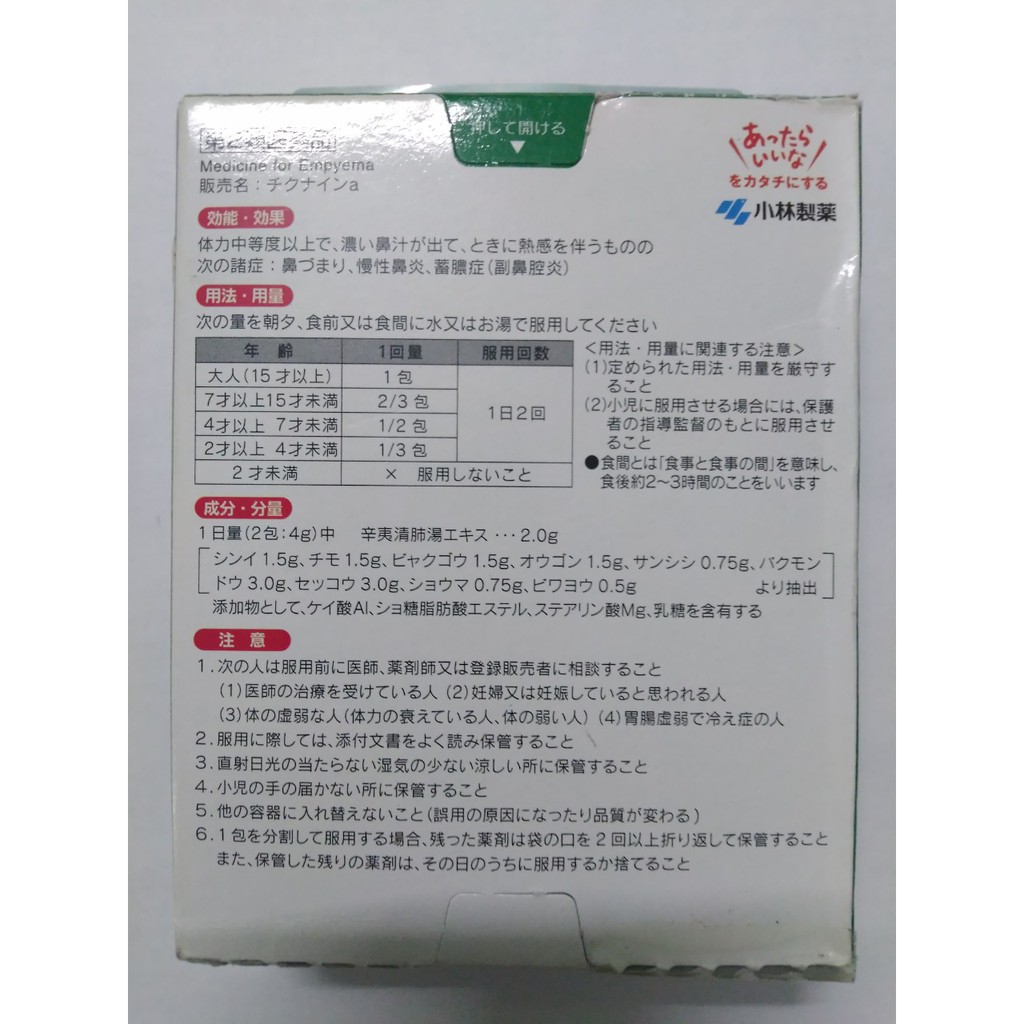 押して開ける
▼
第2類医薬品
Medicine for Empyema
販売名：チクナインa
あったら
いいな
をカタチにする
小林製薬
効能・効果
体力中等度以上で、濃い鼻汁が出て、ときに熱感を伴うものの
次の諸症：鼻づまり、慢性鼻炎、蓄膿症（副鼻腔炎）
用法・用量
次の量を朝夕、食前又は食間に水又はお湯で服用してください
年 齢 1回量 服用回数
大人（15才以上） 1包 1日2回
7才以上15才未満 2/3包
4才以上 7才未満 1/2包
2才以上 4才未満 1/3包
2才未満 × 服用しないこと
＜用法・用量に関連する注意＞
(1)定められた用法・用量を厳守す
ること
(2)小児に服用させる場合には、保護
者の指導監督のもとに服用させ
ること
●食間とは「食事と食事の間」を意味し、
食後約2～3時間のことをいいます
成分・分量
1日量（2包：4g）中 辛夷清肺湯エキス…2.0g
シンイ1.5g、チモ1.5g、ビャクゴウ1.5g、オウゴン1.5g、サンシシ0.75g、バクモン
ドウ3.0g、セッコウ3.0g、ショウマ0.75g、ビワヨウ0.5g より抽出
添加物として、ケイ酸Al、ショ糖脂肪酸エステル、ステアリン酸Mg、乳糖を含有する
注 意
1.次の人は服用前に医師、薬剤師又は登録販売者に相談すること
(1)医師の治療を受けている人 (2)妊婦又は妊娠していると思われる人
(3)体の虚弱な人（体力の衰えている人、体の弱い人） (4)胃腸虚弱で冷え症の人
2.服用に際しては、添付文書をよく読み保管すること
3.直射日光の当たらない湿気の少ない涼しい所に保管すること
4.小児の手の届かない所に保管すること
5.他の容器に入れ替えないこと（誤用の原因になったり品質が変わる）
6.1包を分割して服用する場合、残った薬剤は袋の口を2回以上折り返して保管すること
また、保管した残りの薬剤は、その日のうちに服用するか捨てること